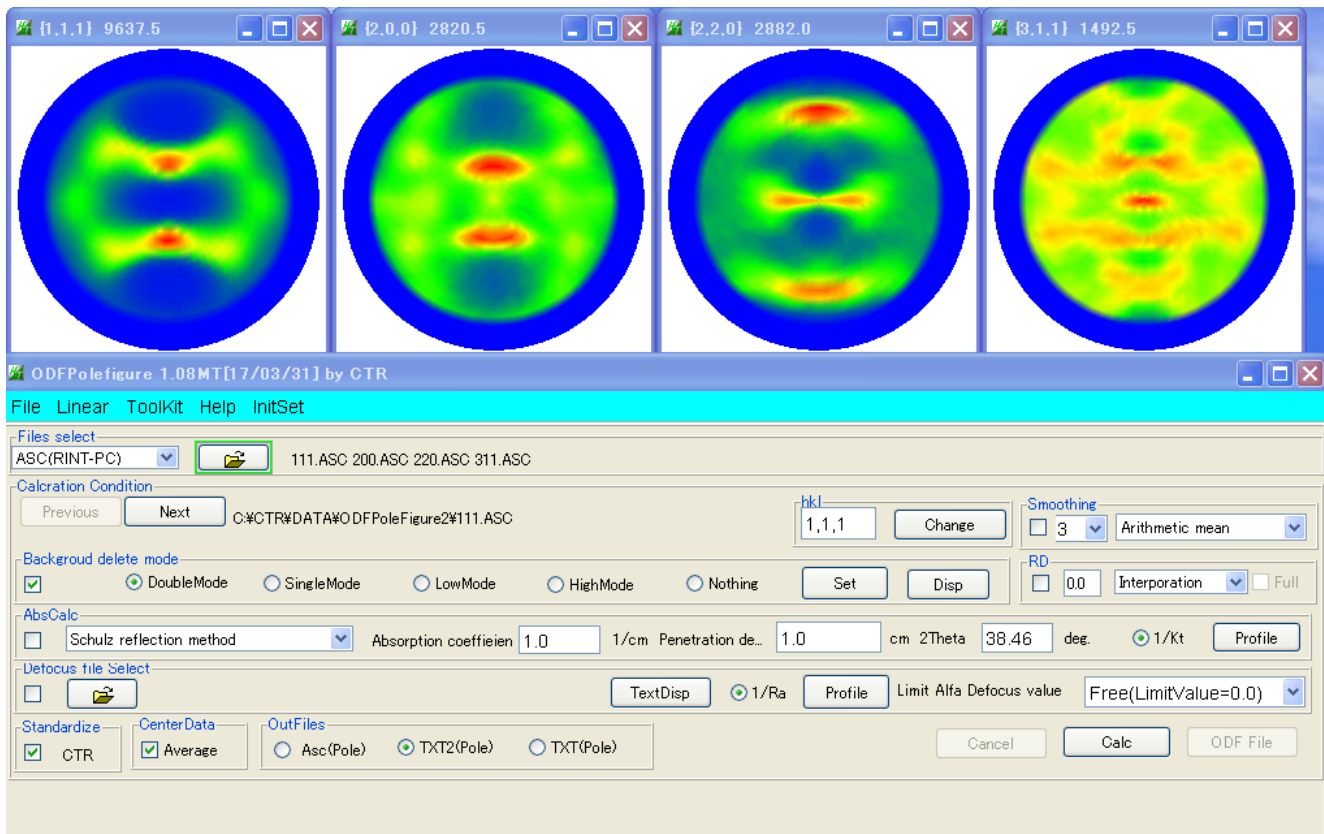 {1,1,1} 9637.5
{2,0,0} 2820.5
{2,2,0} 2882.0
{3,1,1} 1492.5
ODFPolefigure 1.08MT[17/03/31] by CTR
File Linear ToolKit Help InitSet
Files select
ASC(RINT-PC) 111.ASC 200.ASC 220.ASC 311.ASC
Calcration Condition
Previous Next C:¥CTR¥DATA¥ODFPoleFigure2¥111.ASC
hkl
1,1,1 Change
Smoothing
3 Arithmetic mean
Backgroud delete mode
DoubleMode SingleMode LowMode HighMode Nothing Set Disp
RD
0.0 Interporation Full
AbsCalc
Schulz reflection method Absorption coeffieien 1.0 1/cm Penetration de... 1.0 cm 2Theta 38.46 deg. 1/Kt Profile
Defocus file Select
TextDisp 1/Ra Profile Limit Alfa Defocus value Free(LimitValue=0.0)
Standardize
CTR
CenterData
Average
OutFiles
Asc(Pole) TXT2(Pole) TXT(Pole)
Cancel Calc ODF File